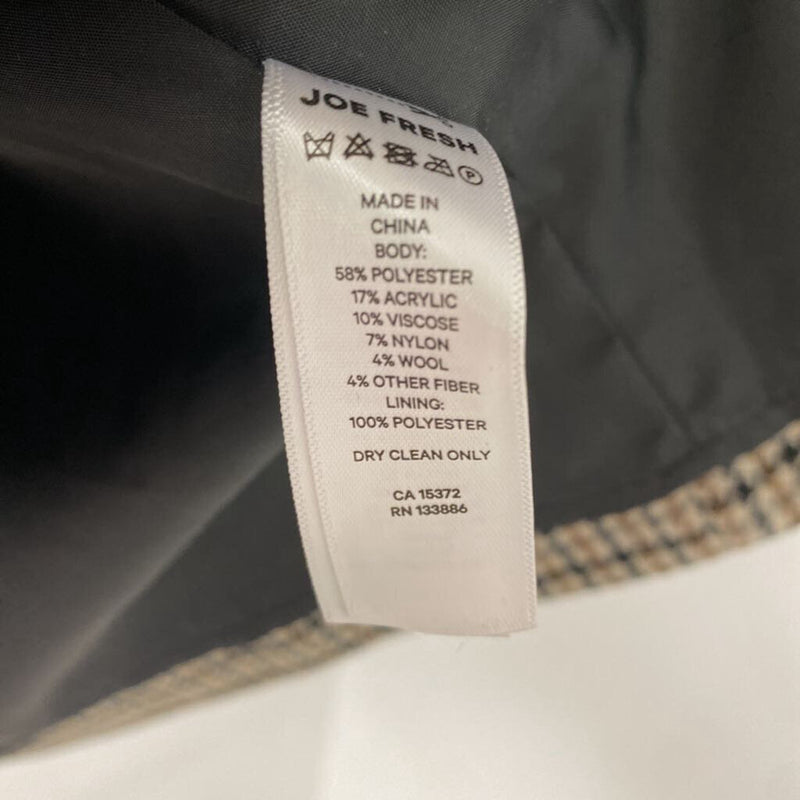 JOE FRESH
P
MADE IN
CHINA
BODY:
58% POLYESTER
17% ACRYLIC
10% VISCOSE
7% NYLON
4% WOOL
4% OTHER FIBER
LINING:
100% POLYESTER
DRY CLEAN ONLY
CA 15372
RN 133886